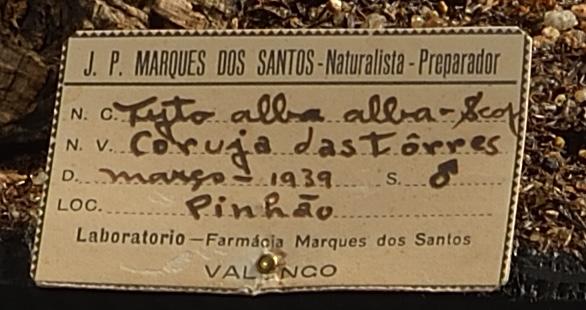 J. P. MARQUES DOS SANTOS - Naturalista - Preparador
N. C. Tyto alba alba - Scop
N. V. Coruja das Tôrres
D. março - 1939 S. ♂
LOC. Pinhão
Laboratorio - Farmácia Marques dos Santos
VALONGO